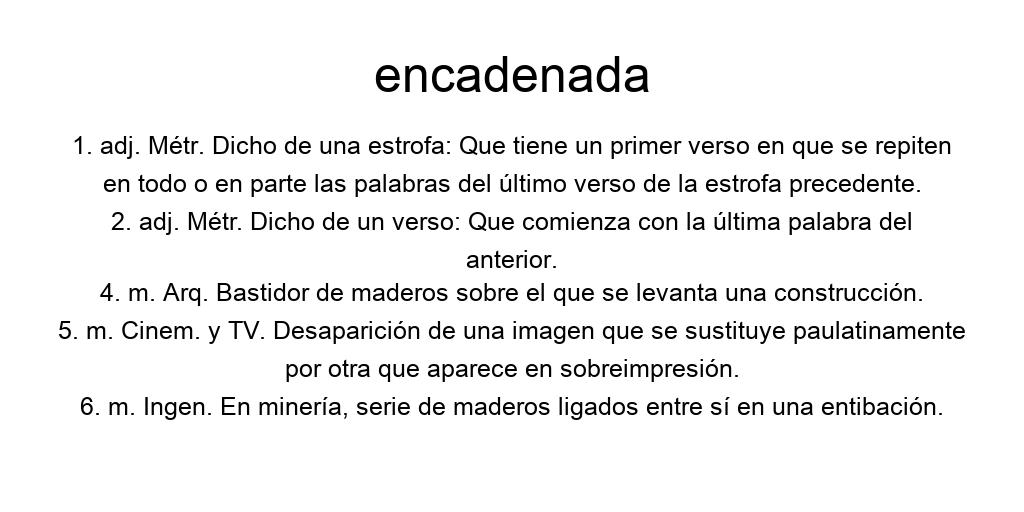 encadenada
1. adj. Métr. Dicho de una estrofa: Que tiene un primer verso en que se repiten
en todo o en parte las palabras del último verso de la estrofa precedente.
2. adj. Métr. Dicho de un verso: Que comienza con la última palabra del
anterior.
4. m. Arq. Bastidor de maderos sobre el que se levanta una construcción.
5. m. Cinem. y TV. Desaparición de una imagen que se sustituye paulatinamente
por otra que aparece en sobreimpresión.
6. m. Ingen. En minería, serie de maderos ligados entre sí en una entibación.